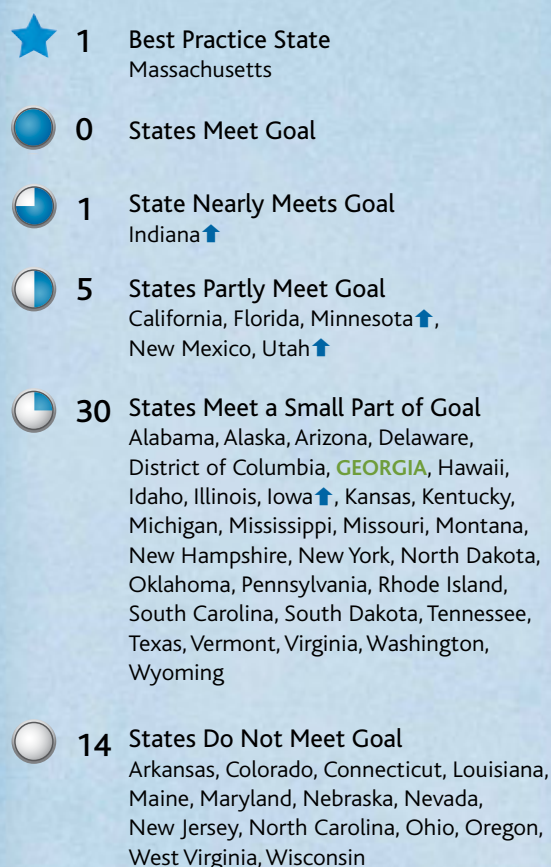 1 Best Practice State
Massachusetts
0 States Meet Goal
1 State Nearly Meets Goal
Indiana⬆
5 States Partly Meet Goal
California, Florida, Minnesota⬆,
New Mexico, Utah⬆
30 States Meet a Small Part of Goal
Alabama, Alaska, Arizona, Delaware,
District of Columbia, GEORGIA, Hawaii,
Idaho, Illinois, Iowa⬆, Kansas, Kentucky,
Michigan, Mississippi, Missouri, Montana,
New Hampshire, New York, North Dakota,
Oklahoma, Pennsylvania, Rhode Island,
South Carolina, South Dakota, Tennessee,
Texas, Vermont, Virginia, Washington,
Wyoming
14 States Do Not Meet Goal
Arkansas, Colorado, Connecticut, Louisiana,
Maine, Maryland, Nebraska, Nevada,
New Jersey, North Carolina, Ohio, Oregon,
West Virginia, Wisconsin